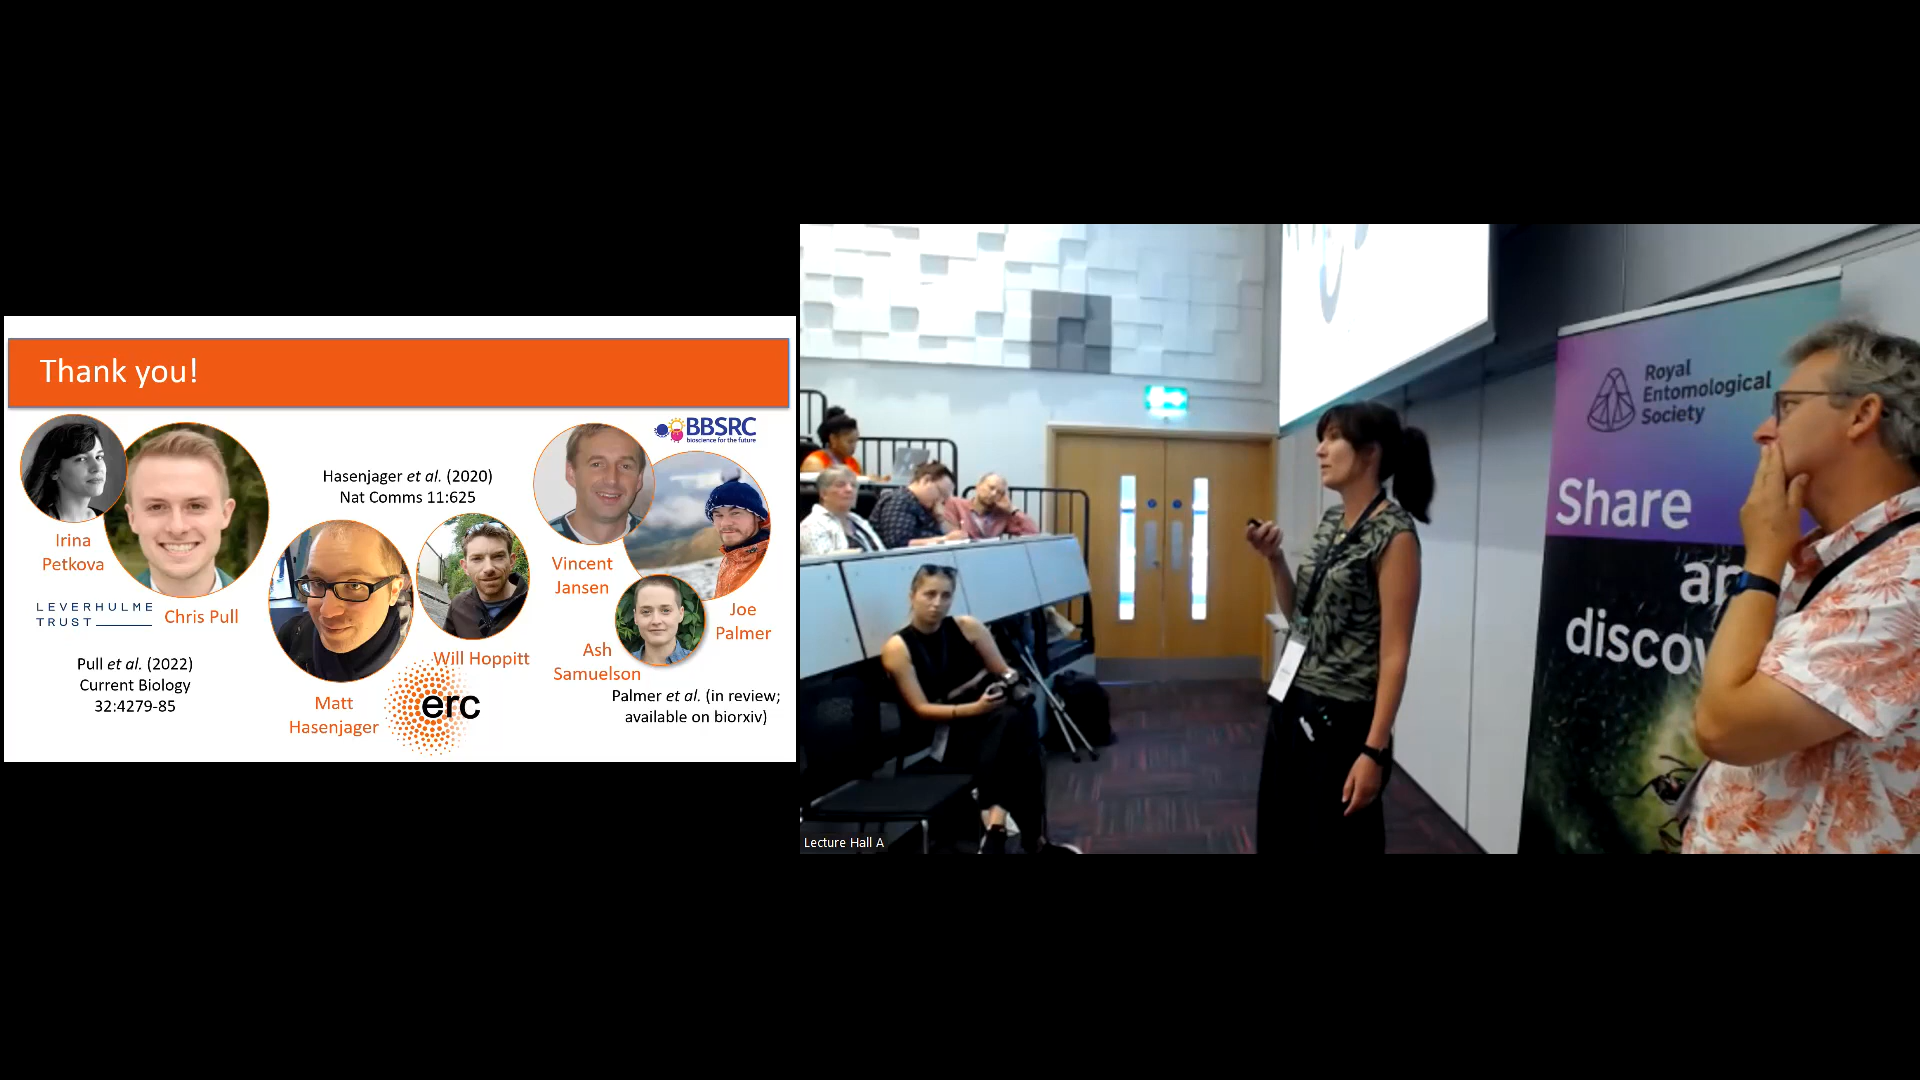 Thank you!
BBSRC
bioscience for the future
Hasenjager et al. (2020)
Nat Comms 11:625
Irina
Petkova
LEVERHULME
TRUST
Chris Pull
Vincent
Jansen
Joe
Palmer
Ash
Samuelson
Will Hoppitt
Pull et al. (2022)
Current Biology
32:4279-85
Matt
Hasenjager
erc
Palmer et al. (in review;
available on biorxiv)
Royal
Entomological
Society
Share
an
discov
Lecture Hall A